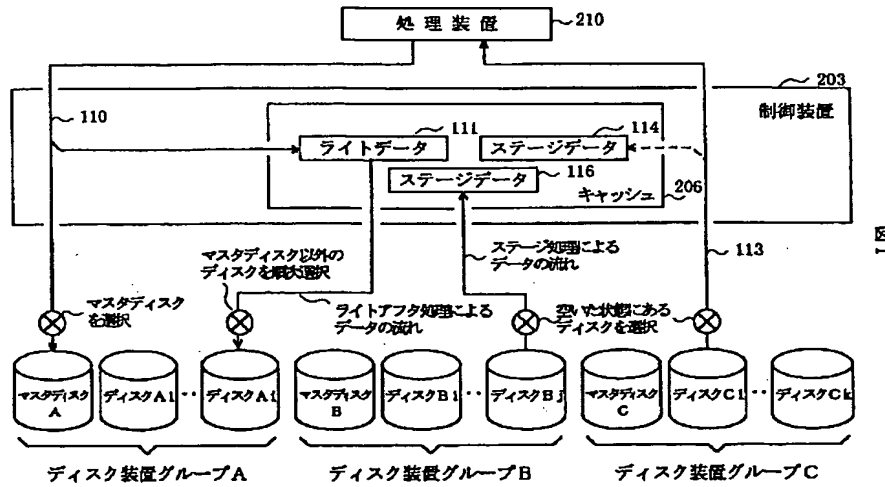 処理装置
210
203
制御装置
110
111
114
ライトデータ
ステージデータ
116
ステージデータ
キャッシュ
206
図1
マスタディスク以外の
ディスクを順次選択
ステージ処理による
データの流れ
113
マスタディスク
を選択
ライトアフタ処理による
データの流れ
空いた状態にある
ディスクを選択
マスタディスク
A
ディスクA1
‥
ディスクAi
マスタディスク
B
ディスクB1
‥
ディスクBj
マスタディスク
C
ディスクC1
‥
ディスクCk
ディスク装置グループA
ディスク装置グループB
ディスク装置グループC